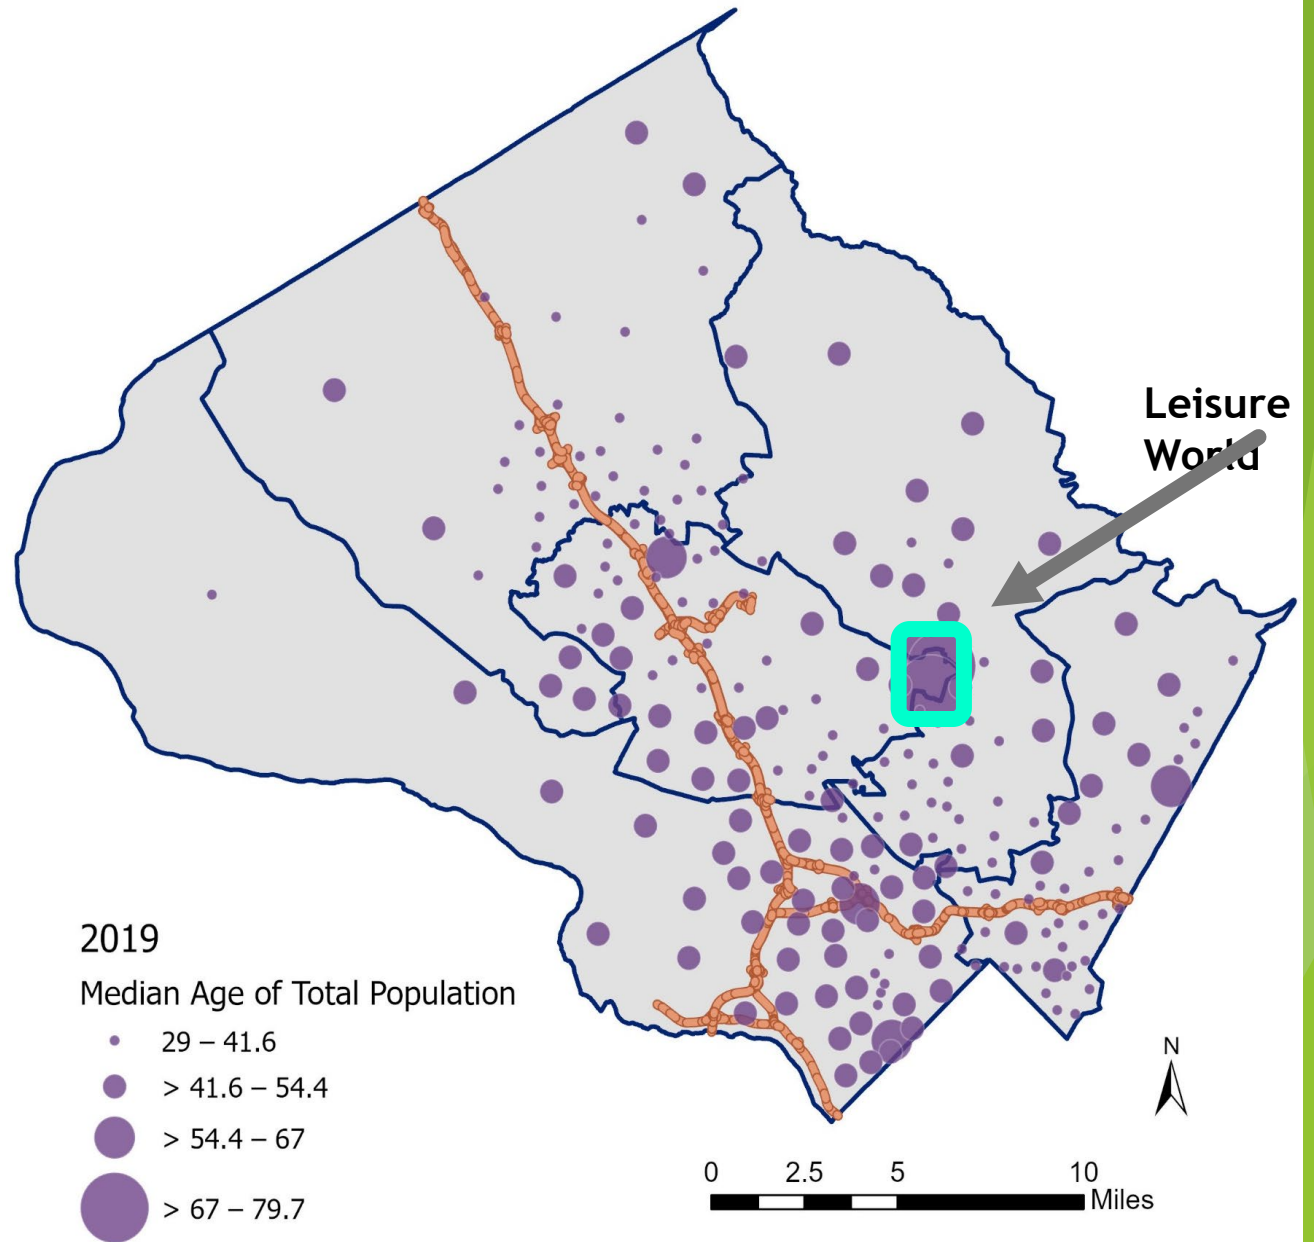 Leisure
World
2019
Median Age of Total Population
29 – 41.6
> 41.6 – 54.4
> 54.4 – 67
> 67 – 79.7
N
0 2.5 5 10
Miles